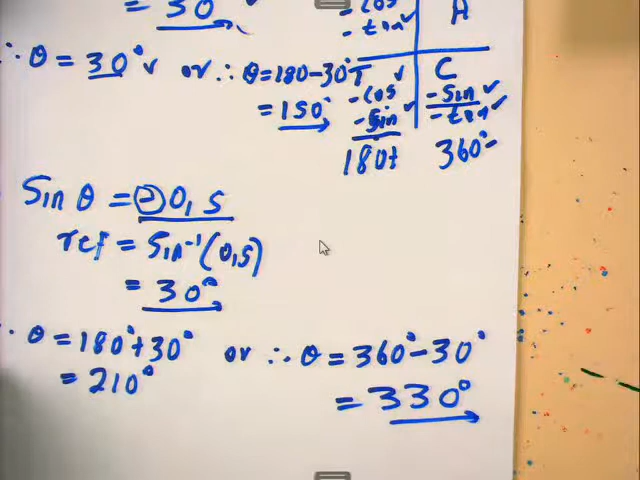 = 30°
- cos ✓
- tan ✓
A
∴ θ = 30° ✓ or ∴ θ = 180 - 30°
= 150°
T ✓
- cos ✓
- sin ✓
180+
C
- sin ✓
- tan ✓
360° -
Sin θ = -0,5
ref = Sin⁻¹(0,5)
= 30°
∴ θ = 180° + 30° or ∴ θ = 360° - 30°
= 210°
= 330°